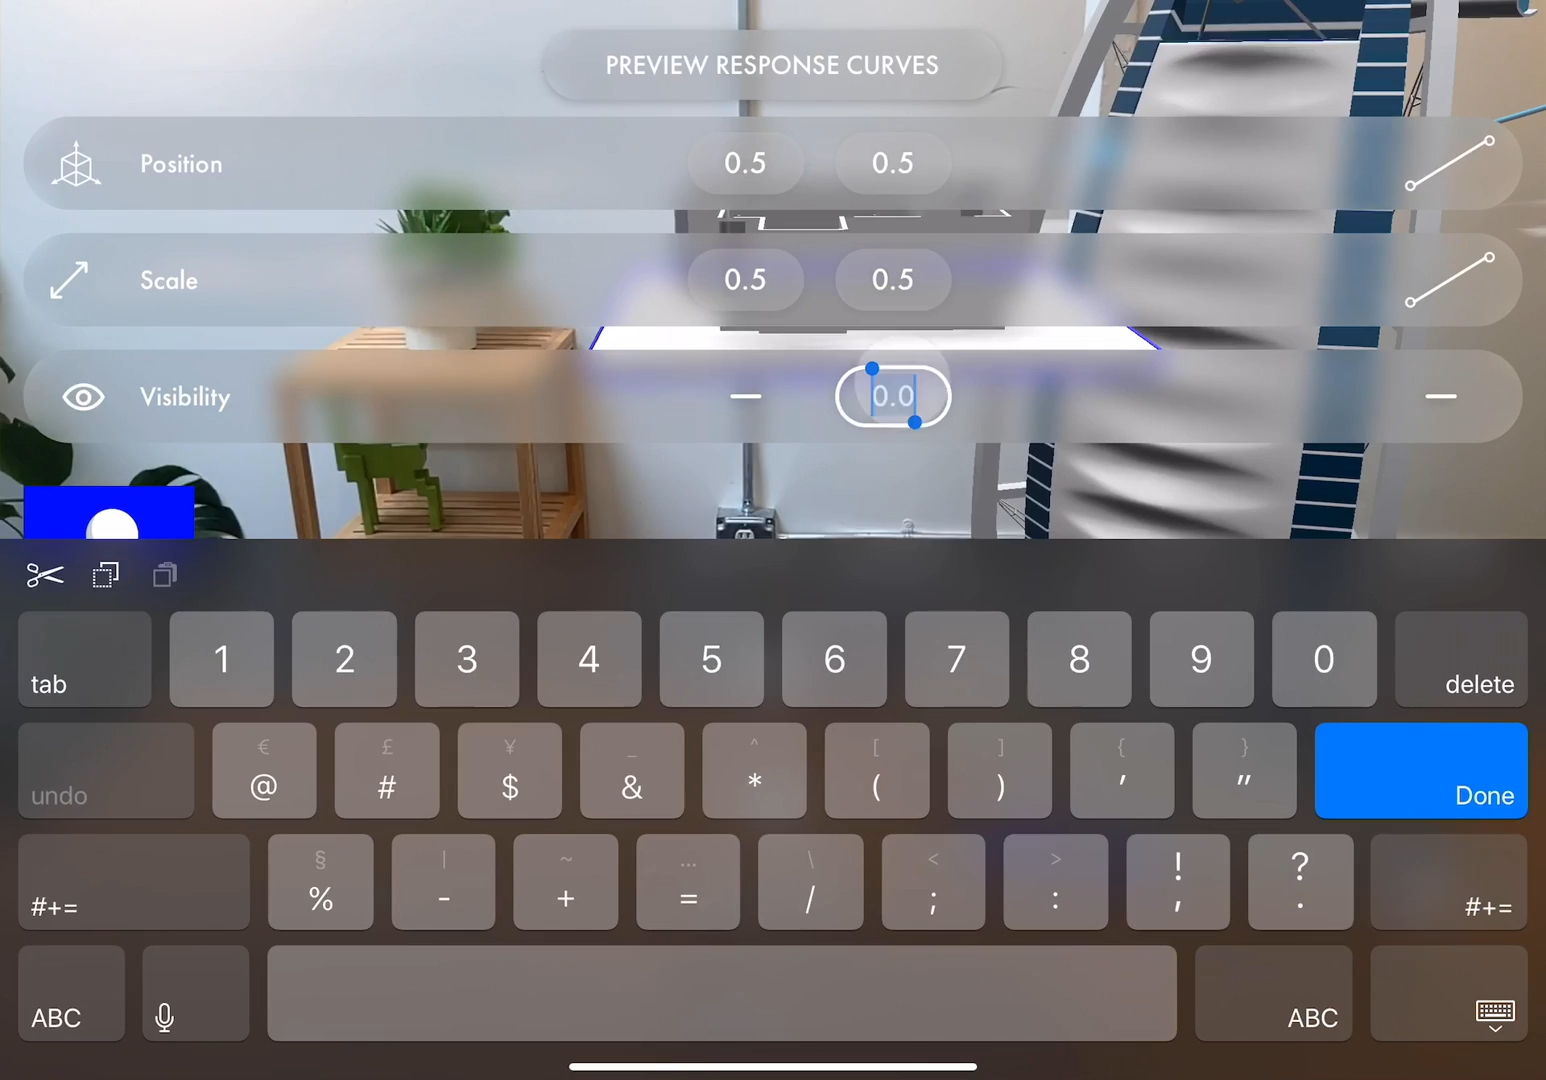 PREVIEW RESPONSE CURVES
Position 0.5 0.5
Scale 0.5 0.5
Visibility — 0.0 —
tab 1 2 3 4 5 6 7 8 9 0 delete
€ £ ¥ _ ^ [ ] { }
undo @ # $ & * ( ) ' " Done
§ | ~ … \ < > ! ?
#+= % - + = / ; : , . #+=
ABC ABC